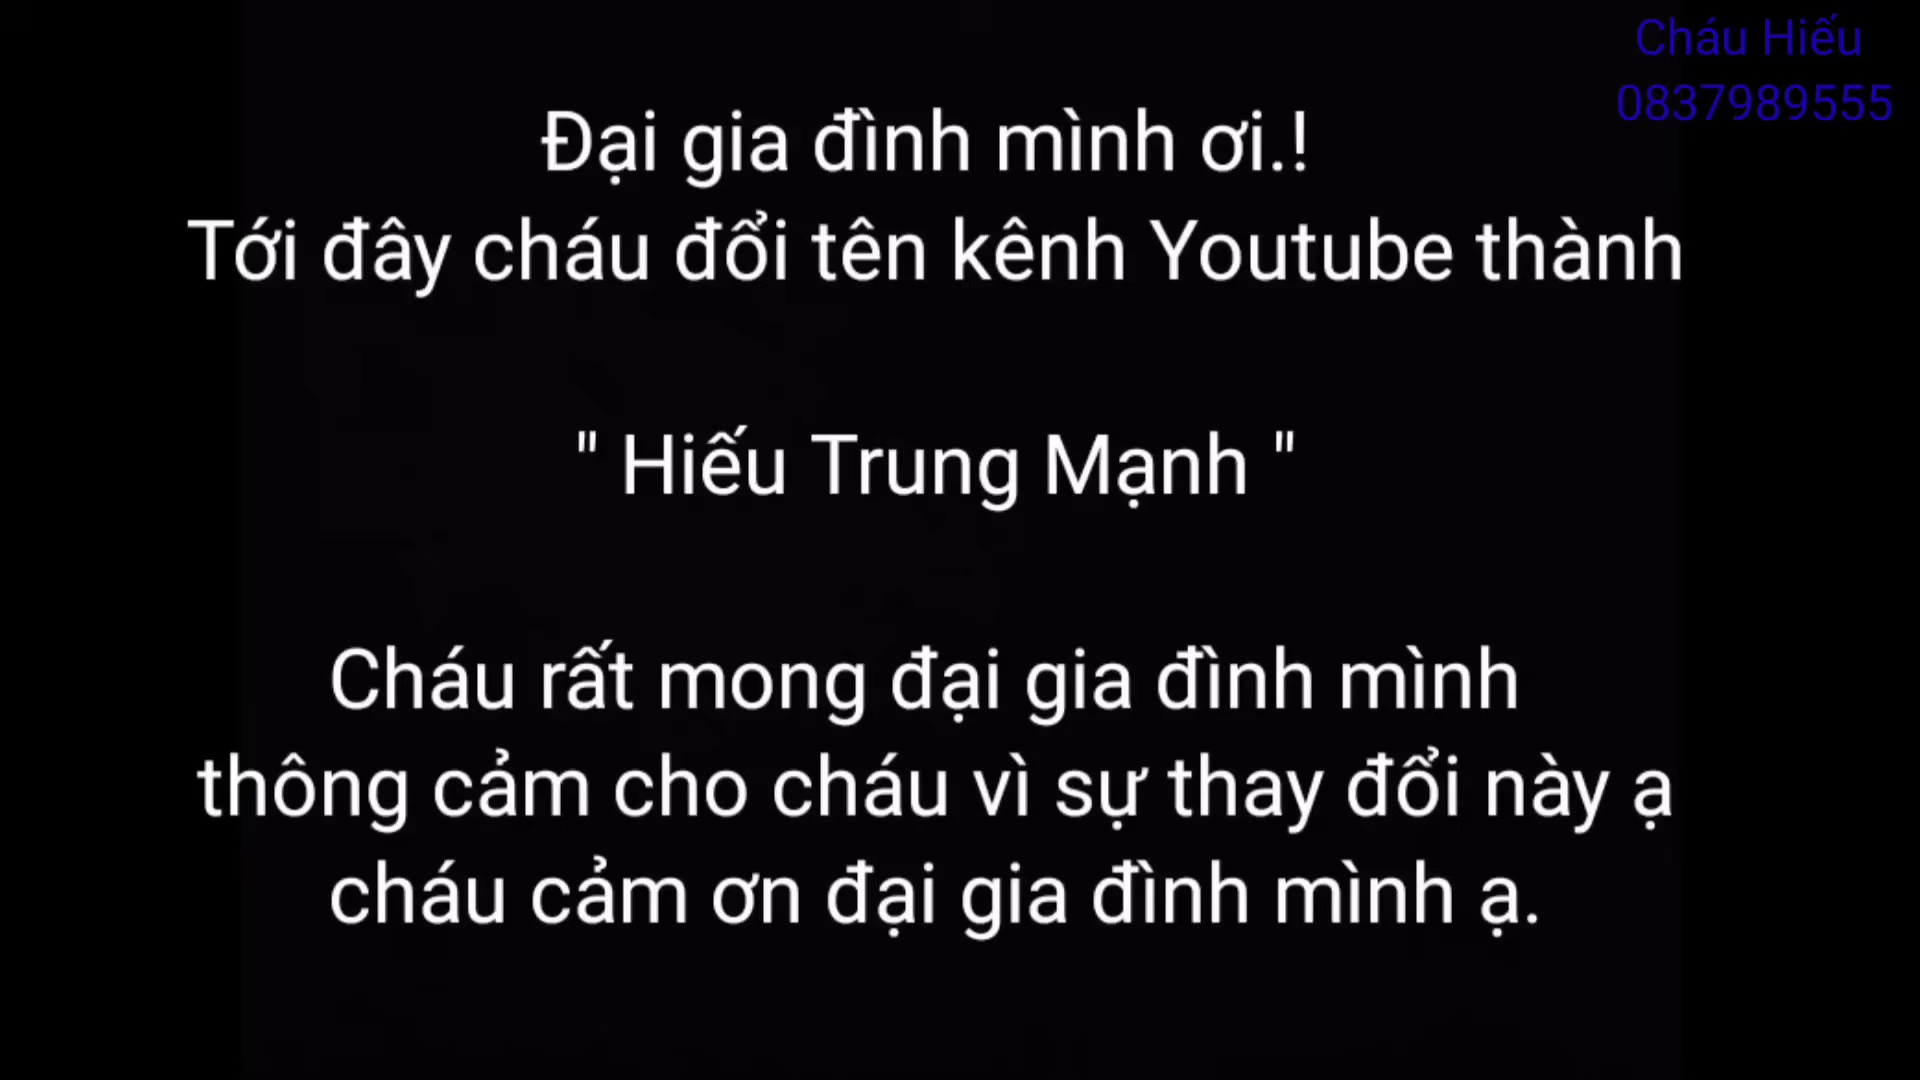 Cháu Hiếu
0837989555
Đại gia đình mình ơi.!
Tới đây cháu đổi tên kênh Youtube thành
" Hiếu Trung Mạnh "
Cháu rất mong đại gia đình mình
thông cảm cho cháu vì sự thay đổi này ạ
cháu cảm ơn đại gia đình mình ạ.